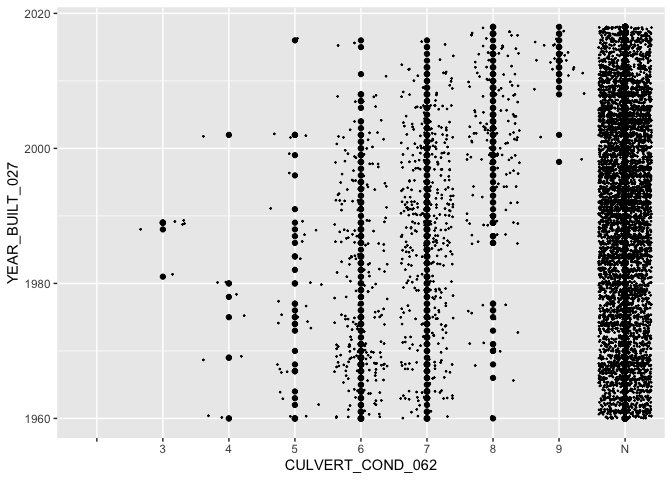 2020
2000
1980
1960
YEAR_BUILT_027
3 4 5 6 7 8 9 N
CULVERT_COND_062